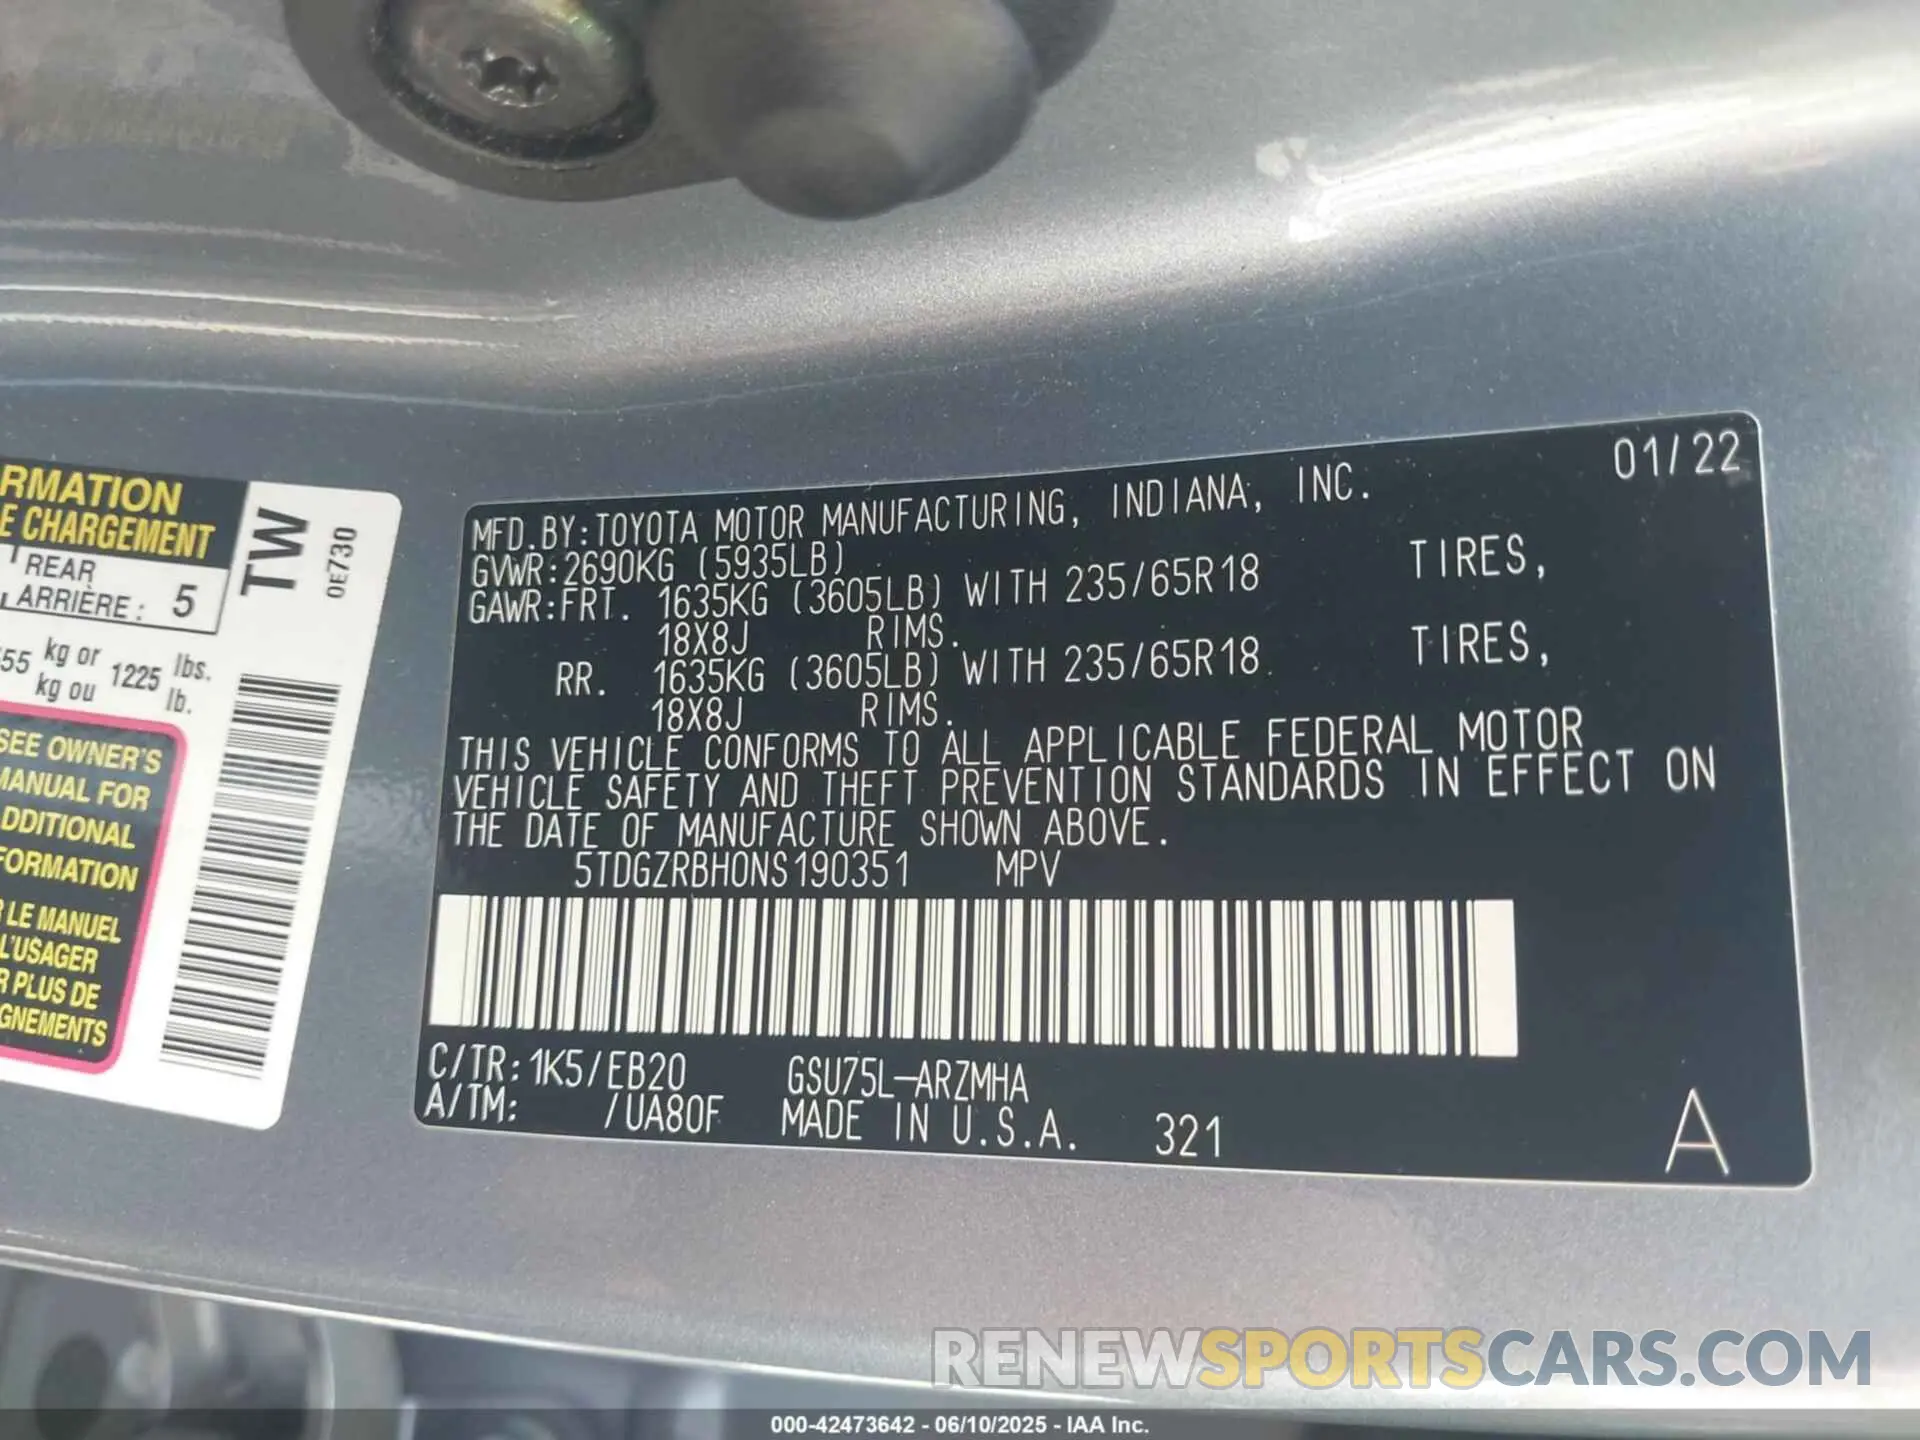 RMATION
E CHARGEMENT
REAR
ARRIÈRE: 5
TW
0E730
55 kg or 1225 lbs.
kg ou lb.
SEE OWNER'S
MANUAL FOR
ADDITIONAL
FORMATION
R LE MANUEL
L'USAGER
R PLUS DE
GNEMENTS
01/22
MFD.BY:TOYOTA MOTOR MANUFACTURING, INDIANA, INC.
GVWR:2690KG (5935LB)
GAWR:FRT. 1635KG (3605LB) WITH 235/65R18 TIRES,
18X8J RIMS.
RR. 1635KG (3605LB) WITH 235/65R18 TIRES,
18X8J RIMS.
THIS VEHICLE CONFORMS TO ALL APPLICABLE FEDERAL MOTOR
VEHICLE SAFETY AND THEFT PREVENTION STANDARDS IN EFFECT ON
THE DATE OF MANUFACTURE SHOWN ABOVE.
5TDGZRBH0NS190351 MPV
C/TR:1K5/EB20 GSU75L-ARZMHA
A/TM: /UA80F MADE IN U.S.A. 321
A
RENEWSPORTSCARS.COM
000-42473642 - 06/10/2025 - IAA Inc.